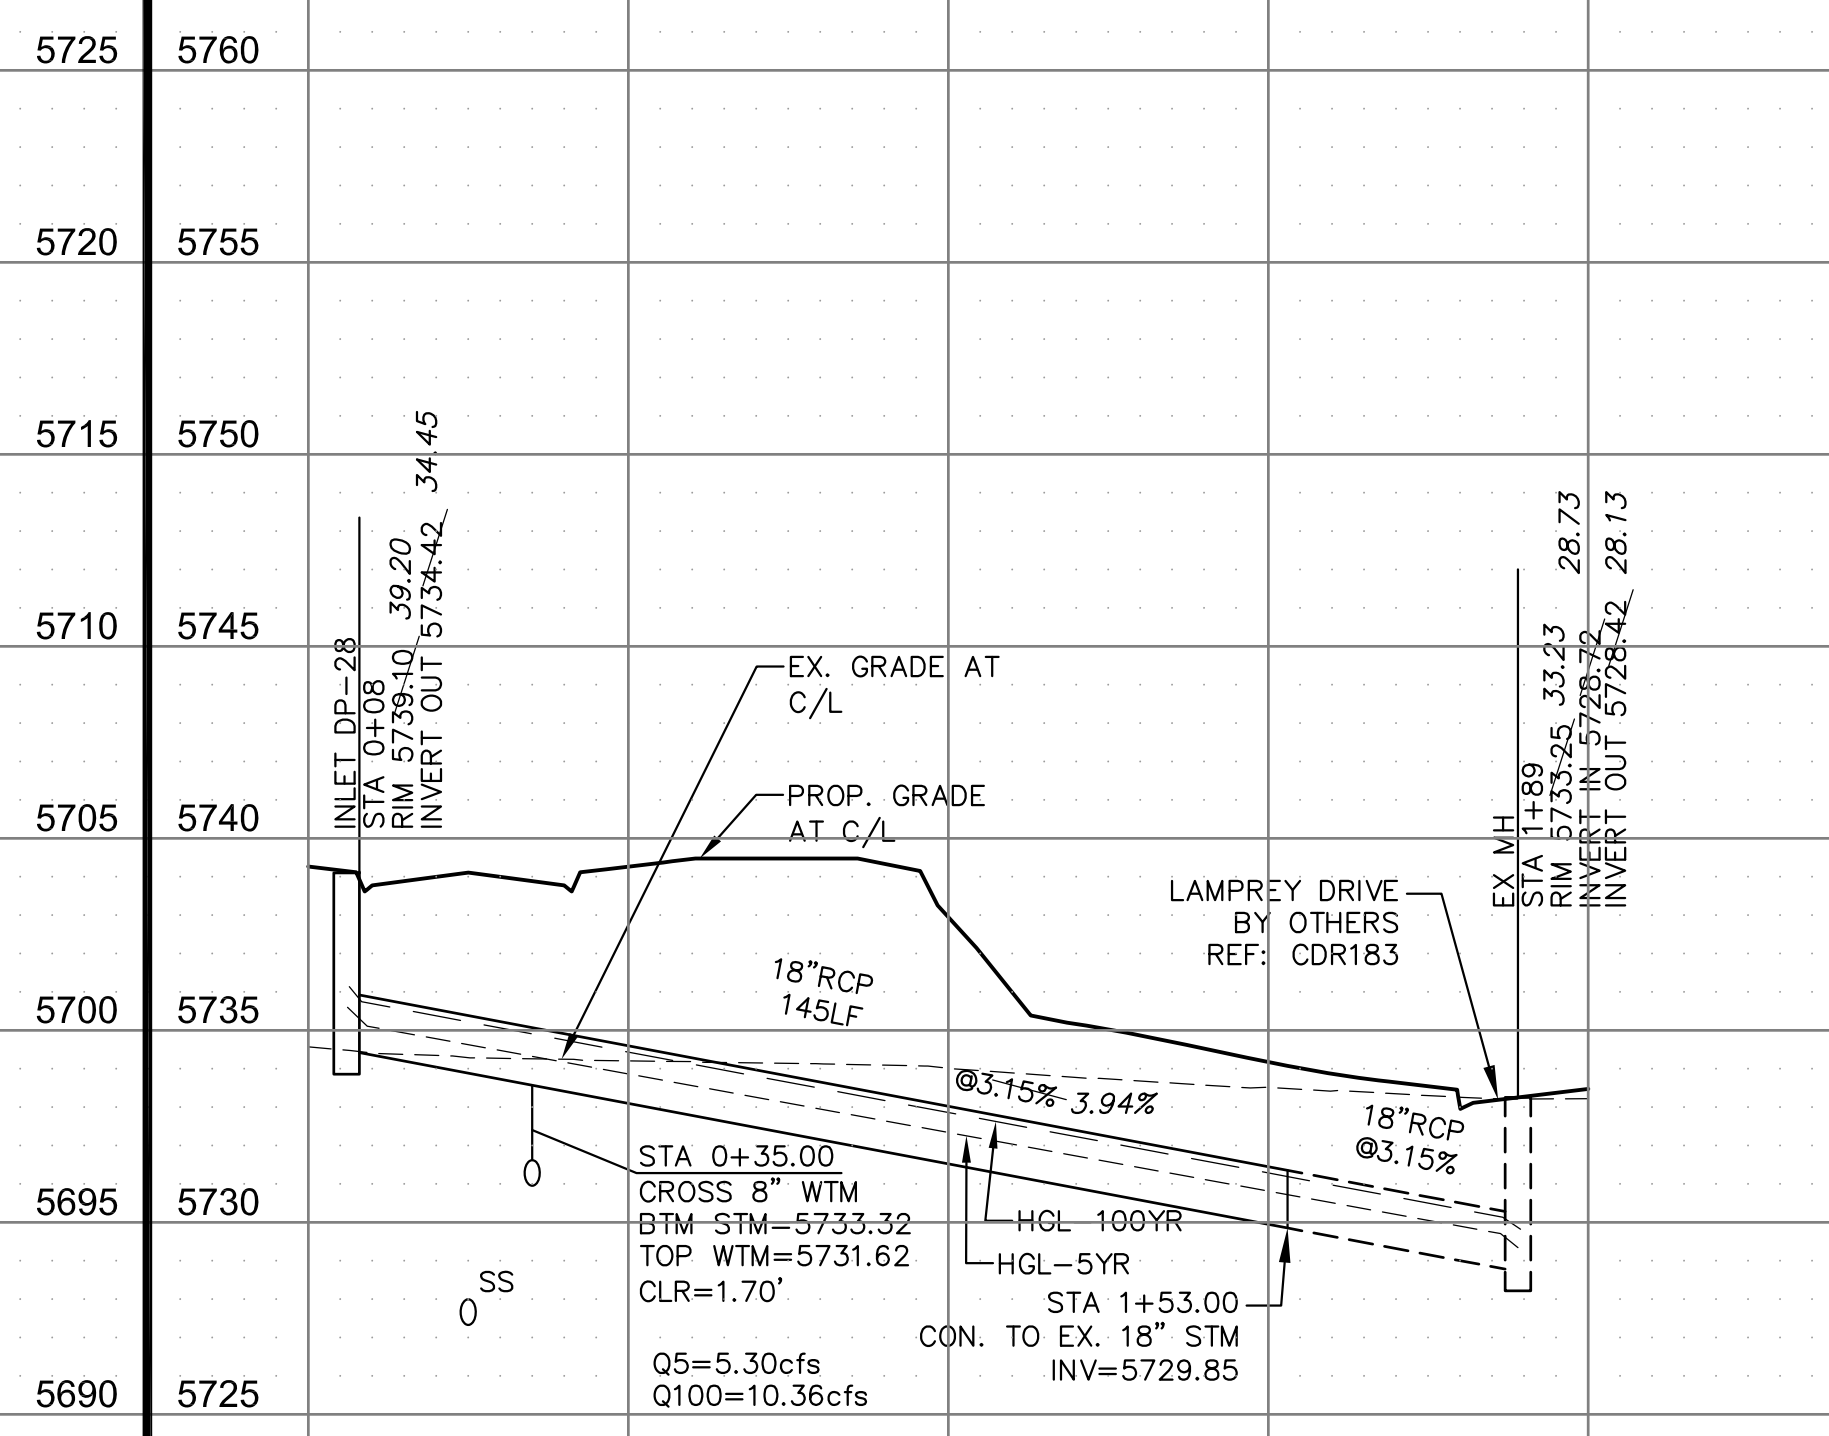 5725 5760
5720 5755
5715 5750
5710 5745
5705 5740
5700 5735
5695 5730
5690 5725
INLET DP-28
STA 0+08
RIM 5739.10 39.20
INVERT OUT 5734.42 34.45
EX. GRADE AT
C/L
PROP. GRADE
AT C/L
LAMPREY DRIVE
BY OTHERS
REF: CDR183
EX MH
STA 1+89
RIM 5733.25 33.23
INVERT IN 5728.72 28.73
INVERT OUT 5728.42 28.13
18"RCP
145LF
@3.15% 3.94%
18"RCP
@3.15%
STA 0+35.00
CROSS 8" WTM
BTM STM=5733.32
TOP WTM=5731.62
CLR=1.70'
HGL 100YR
HGL-5YR
SS
STA 1+53.00
CON. TO EX. 18" STM
INV=5729.85
Q5=5.30cfs
Q100=10.36cfs